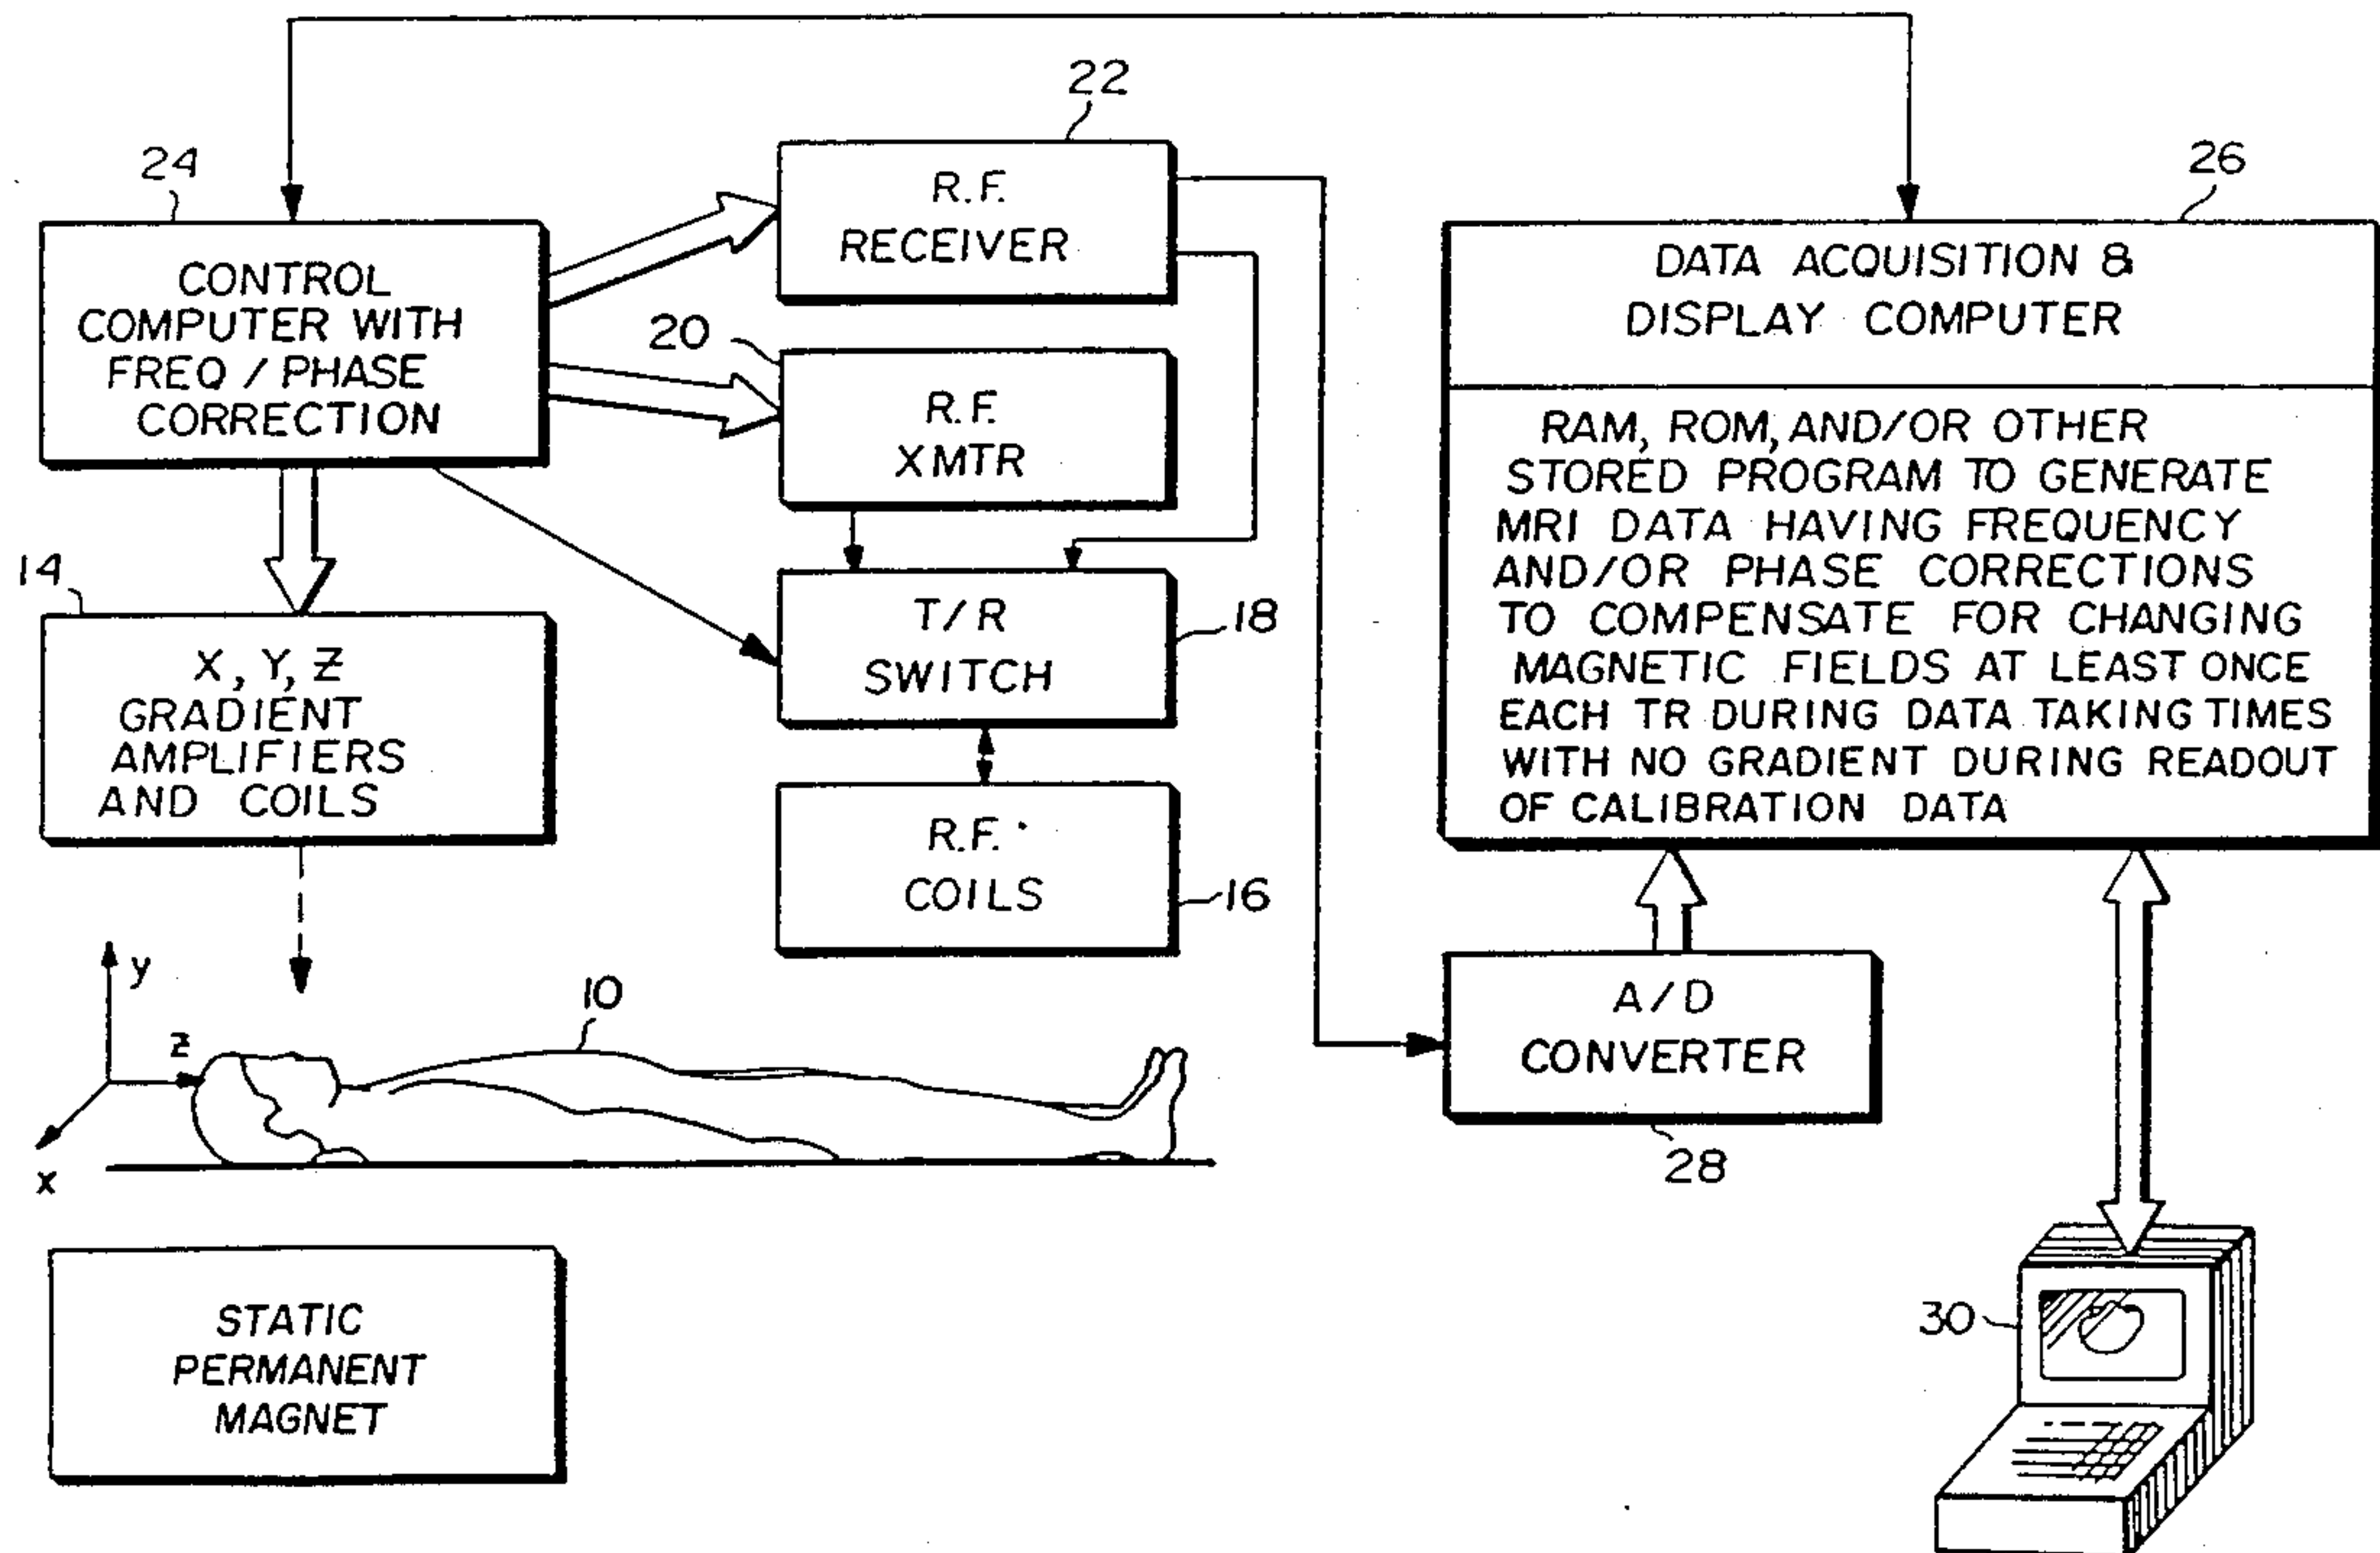 22
24
R.F.
RECEIVER
26
CONTROL
COMPUTER WITH
FREQ / PHASE
CORRECTION
DATA ACQUISITION &
DISPLAY COMPUTER
20
R.F.
XMTR
RAM, ROM, AND/OR OTHER
STORED PROGRAM TO GENERATE
MRI DATA HAVING FREQUENCY
AND/OR PHASE CORRECTIONS
TO COMPENSATE FOR CHANGING
MAGNETIC FIELDS AT LEAST ONCE
EACH TR DURING DATA TAKING TIMES
WITH NO GRADIENT DURING READOUT
OF CALIBRATION DATA
14
X, Y, Z
GRADIENT
AMPLIFIERS
AND COILS
T/R
SWITCH
18
R.F.
COILS
16
y
z
x
10
A/D
CONVERTER
28
STATIC
PERMANENT
MAGNET
30